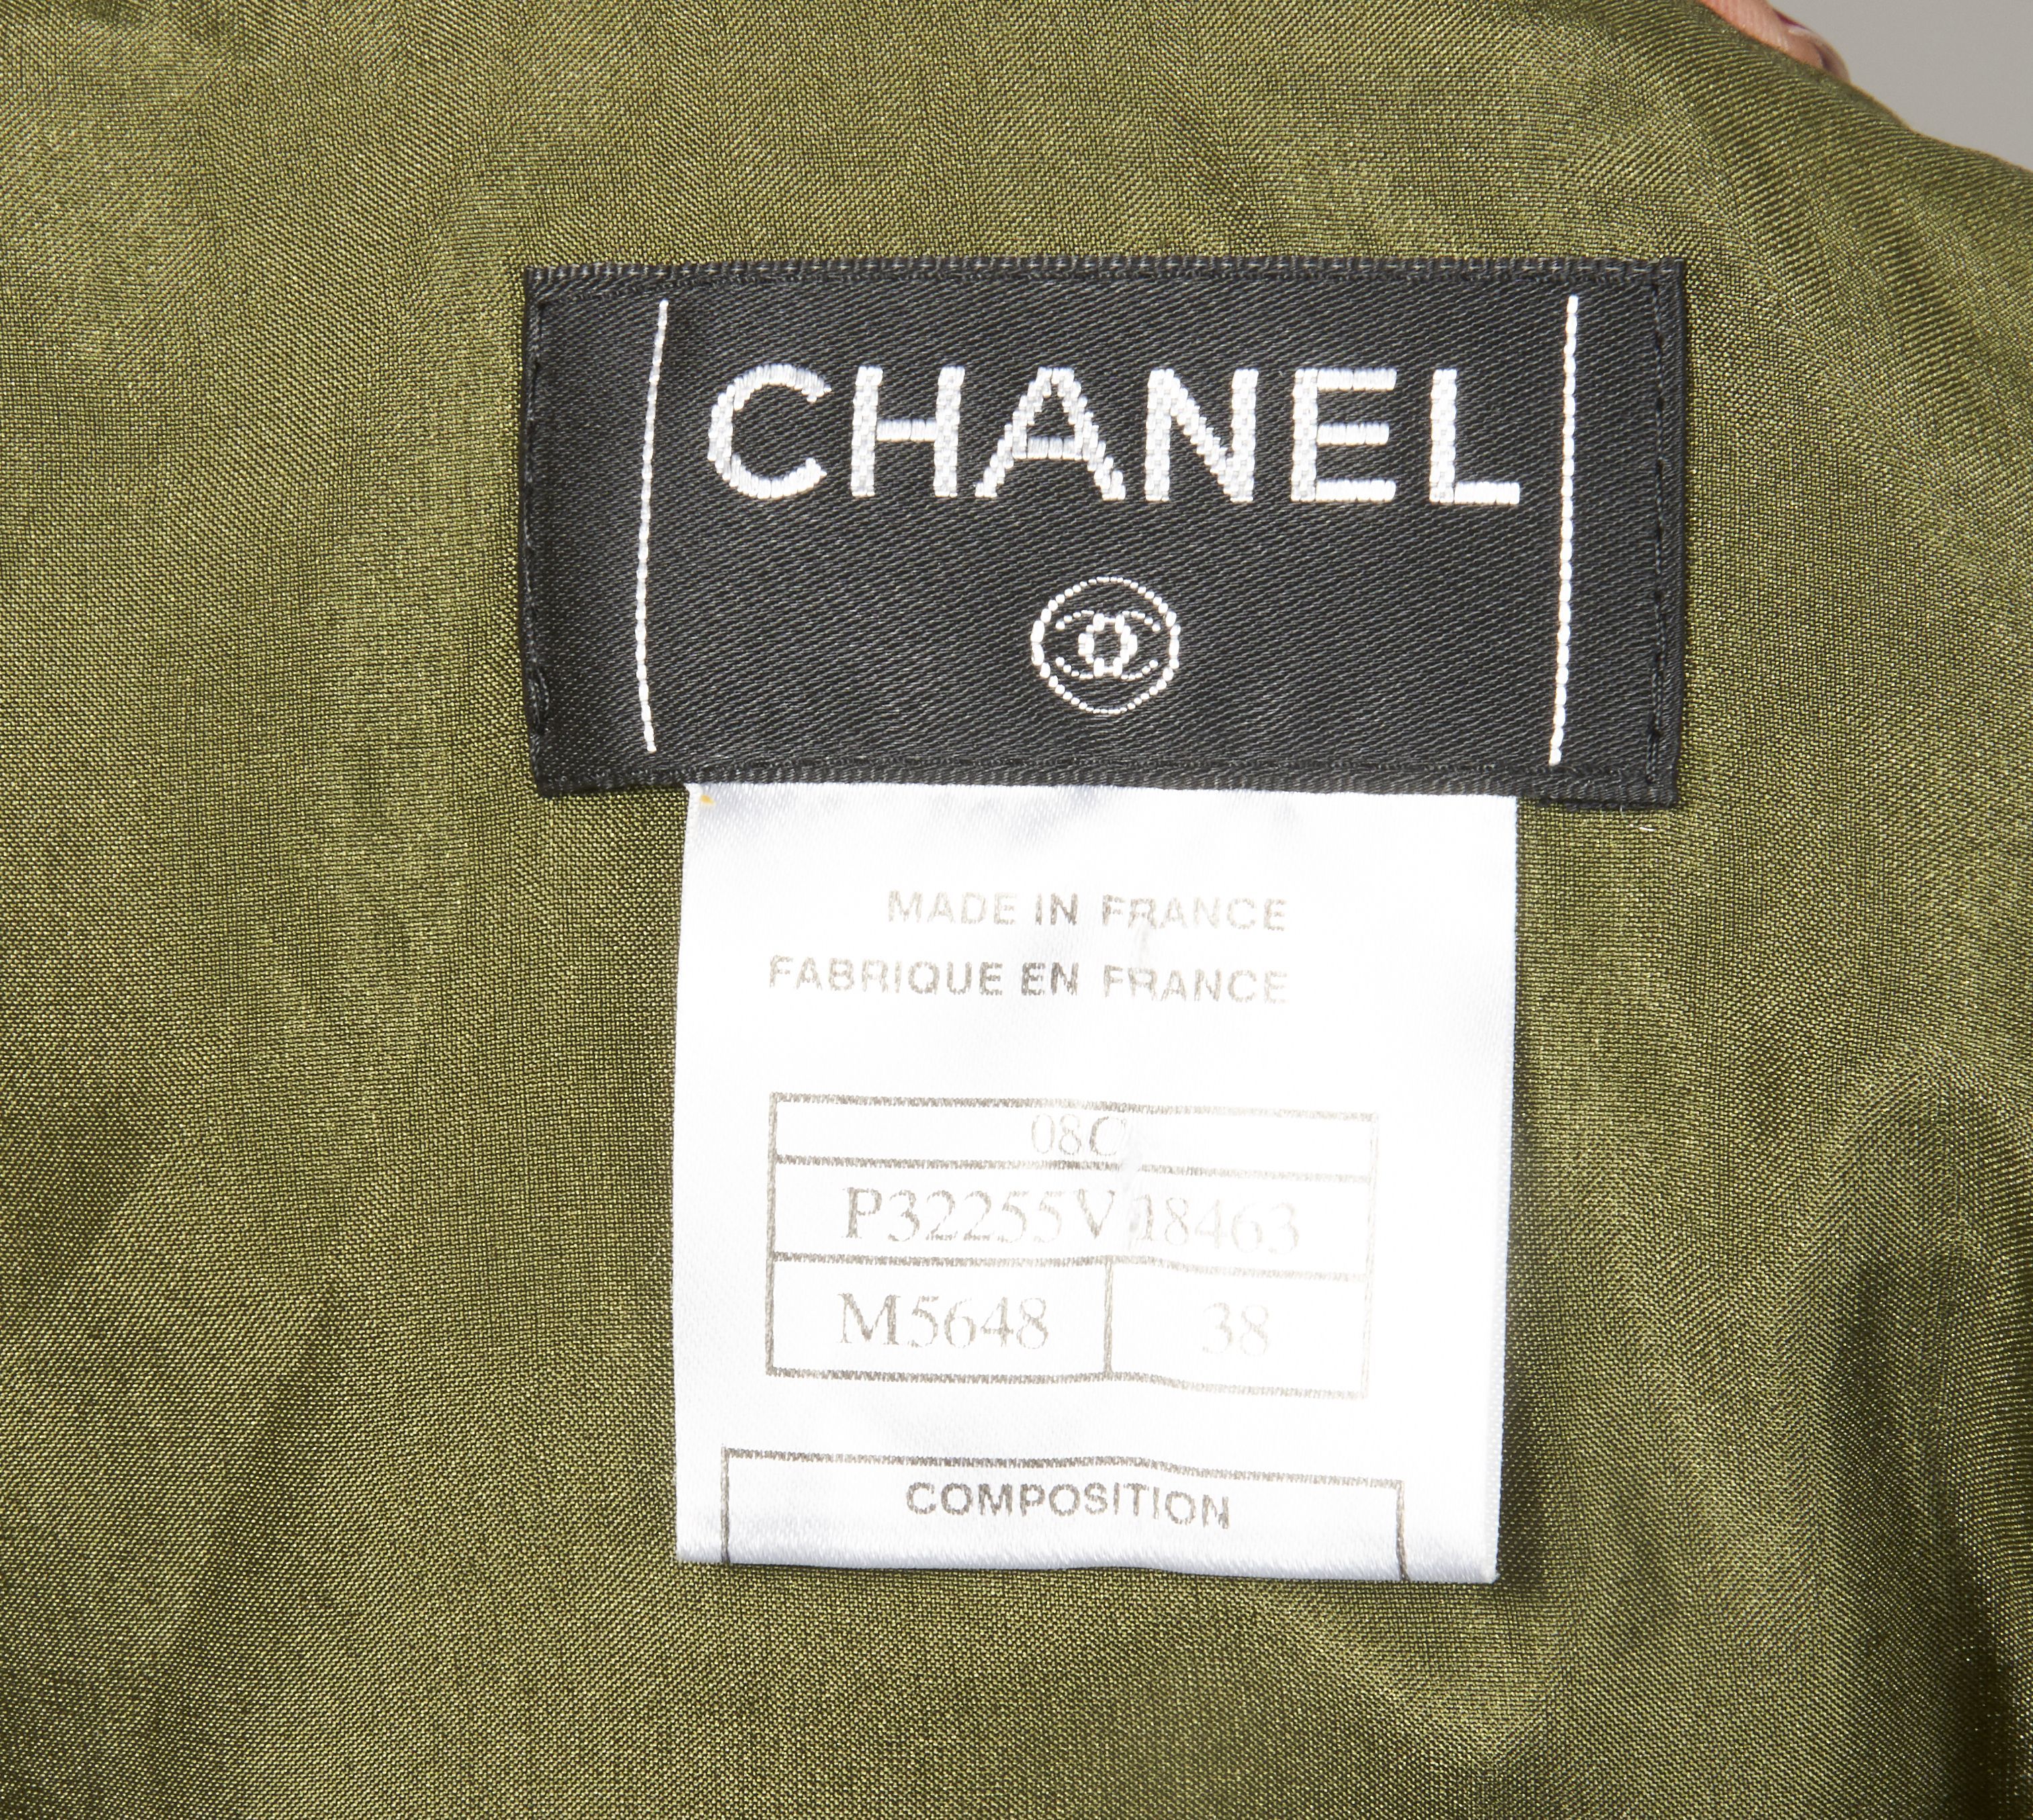 CHANEL
MADE IN FRANCE
FABRIQUE EN FRANCE
08C
P32255V18463
M5648 38
COMPOSITION